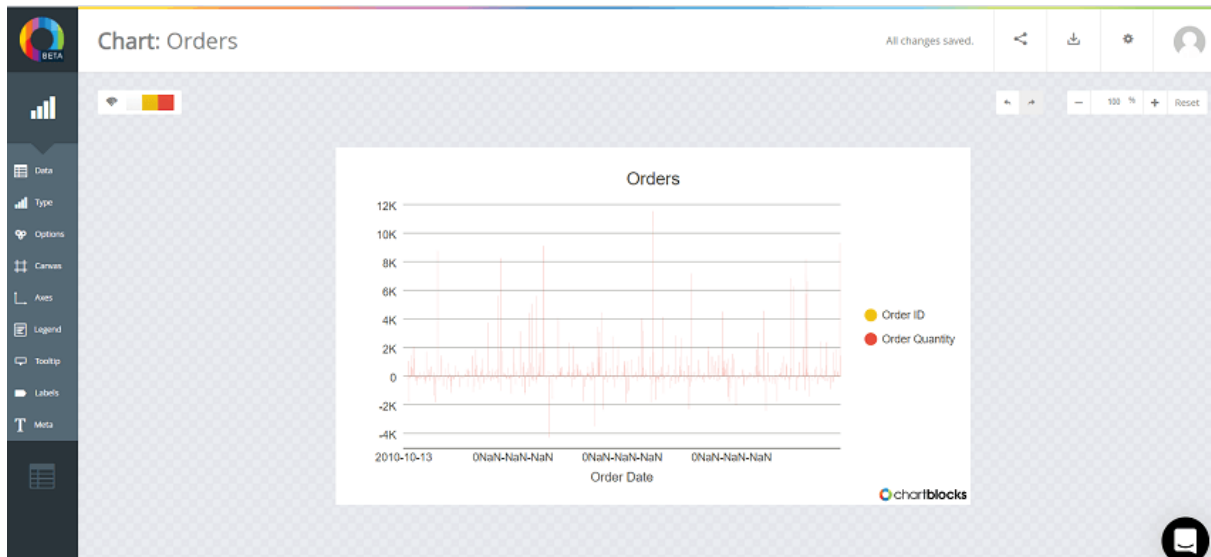 BETA
Chart: Orders
All changes saved.
100 %
Reset
Data
Type
Options
Canvas
Axes
Legend
Tooltip
Labels
T Meta
Orders
12K
10K
8K
6K
4K
2K
0
-2K
-4K
2010-10-13 0NaN-NaN-NaN 0NaN-NaN-NaN 0NaN-NaN-NaN
Order Date
Order ID
Order Quantity
chartblocks